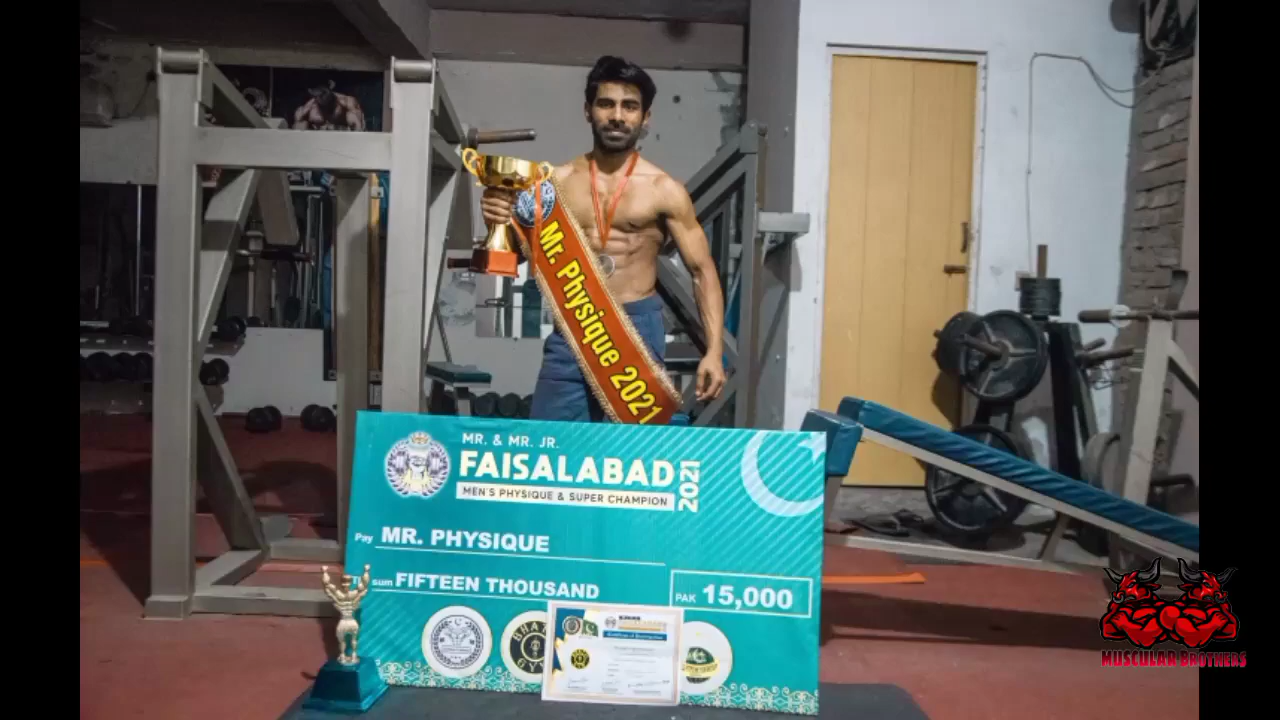 Mr. Physique 2021
MR. & MR. JR.
FAISALABAD
2021
MEN'S PHYSIQUE & SUPER CHAMPION
Pay MR. PHYSIQUE
sum FIFTEEN THOUSAND
PAK 15,000
MUSCULAR BROTHERS